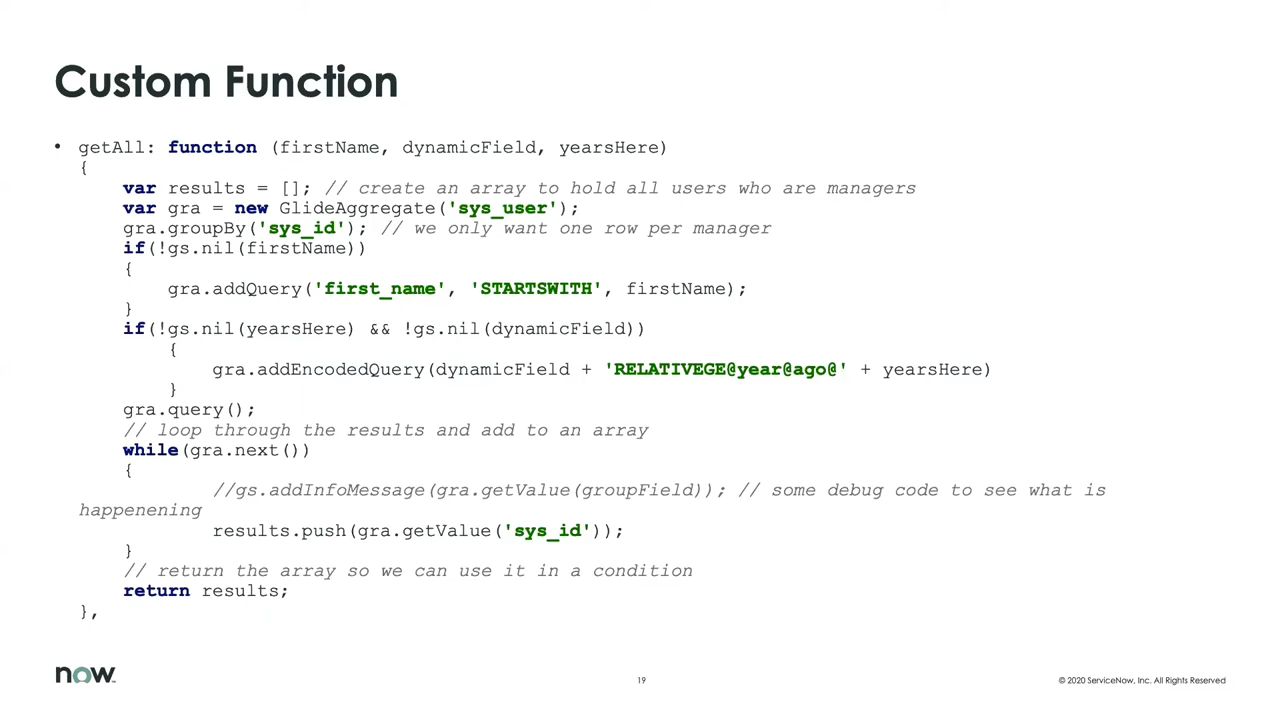 Custom Function
• getAll: function (firstName, dynamicField, yearsHere)
{
var results = []; // create an array to hold all users who are managers
var gra = new GlideAggregate('sys_user');
gra.groupBy('sys_id'); // we only want one row per manager
if(!gs.nil(firstName))
{
gra.addQuery('first_name', 'STARTSWITH', firstName);
}
if(!gs.nil(yearsHere) && !gs.nil(dynamicField))
{
gra.addEncodedQuery(dynamicField + 'RELATIVEGE@year@ago@' + yearsHere)
}
gra.query();
// loop through the results and add to an array
while(gra.next())
{
//gs.addInfoMessage(gra.getValue(groupField)); // some debug code to see what is
happenening
results.push(gra.getValue('sys_id'));
}
// return the array so we can use it in a condition
return results;
},
now
19
© 2020 ServiceNow, Inc. All Rights Reserved